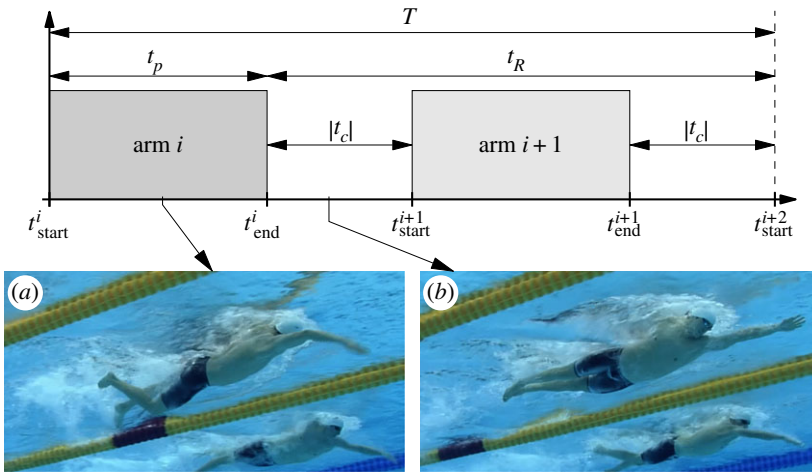 T
t_p t_R
arm i |t_c| arm i + 1 |t_c|
t^i_start t^i_end t^{i+1}_start t^{i+1}_end t^{i+2}_start
(a) (b)